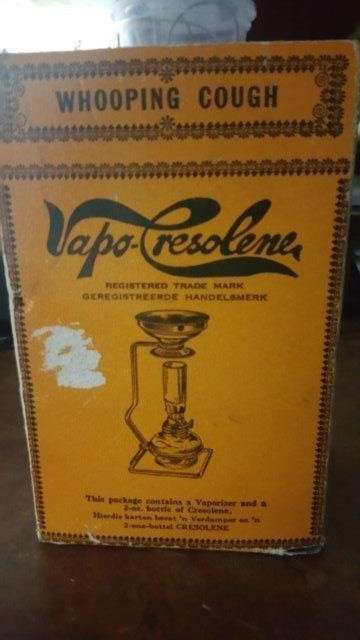 WHOOPING COUGH
Vapo-Cresolene
REGISTERED TRADE MARK
GEREGISTREERDE HANDELSMERK
This package contains a Vaporiser and a
2-oz. bottle of Cresolene.
Hierdie karton bevat 'n Verdamper en 'n
2-ons-bottel CRESOLENE